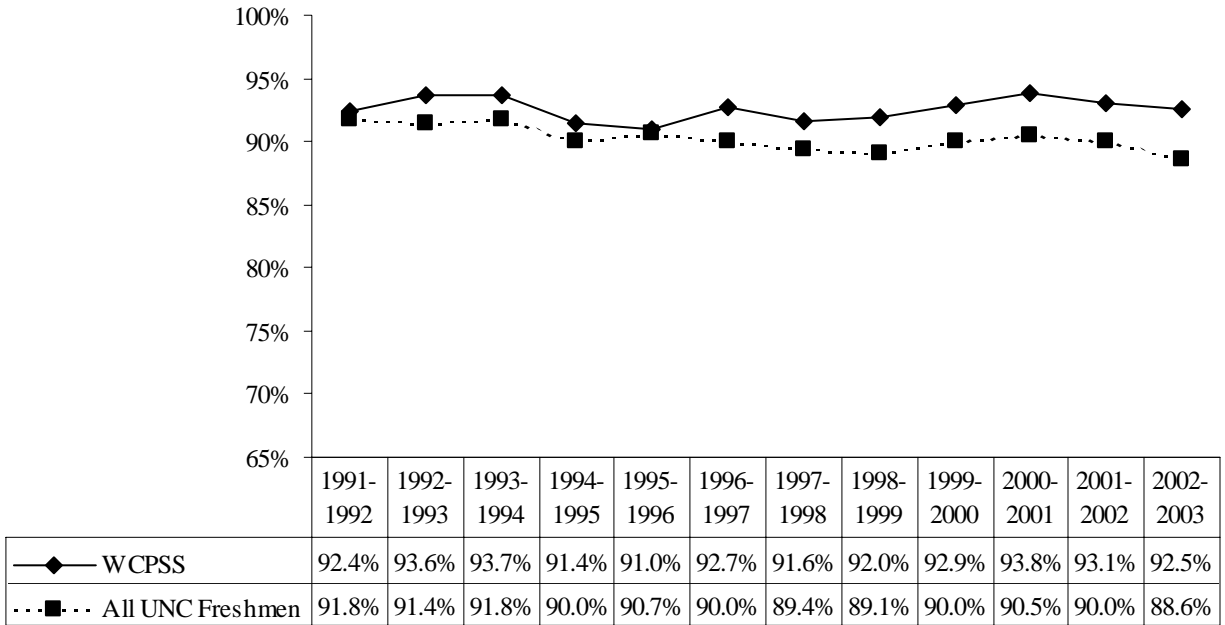 100%
95%
90%
85%
80%
75%
70%
65%
1991- 1992- 1993- 1994- 1995- 1996- 1997- 1998- 1999- 2000- 2001- 2002-
1992 1993 1994 1995 1996 1997 1998 1999 2000 2001 2002 2003
WCPSS 92.4% 93.6% 93.7% 91.4% 91.0% 92.7% 91.6% 92.0% 92.9% 93.8% 93.1% 92.5%
All UNC Freshmen 91.8% 91.4% 91.8% 90.0% 90.7% 90.0% 89.4% 89.1% 90.0% 90.5% 90.0% 88.6%